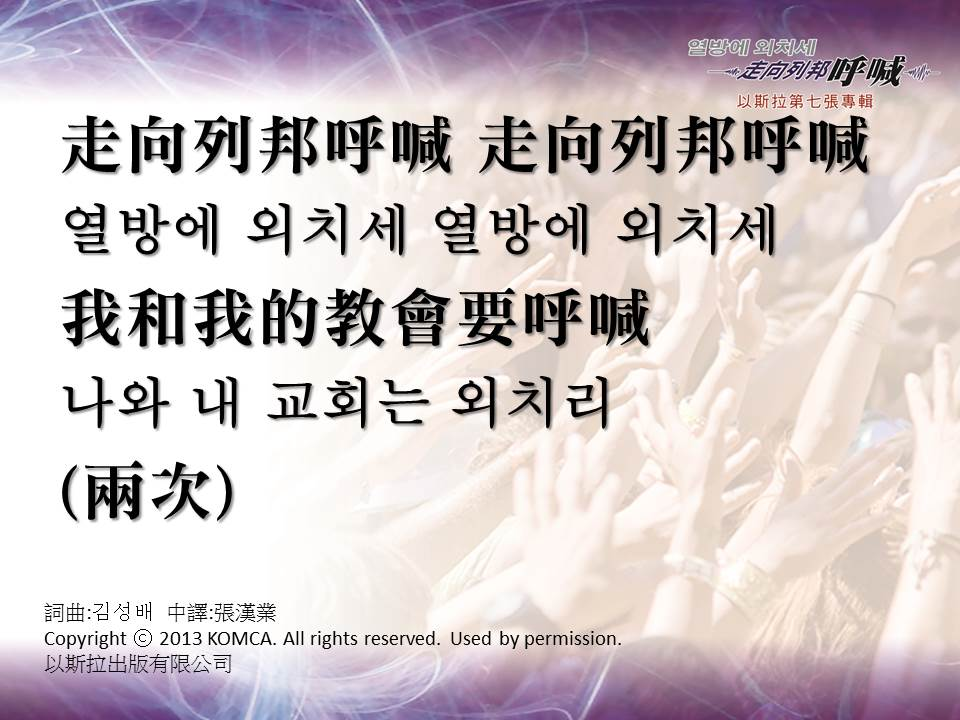 열방에 외치세
走向列邦呼喊
以斯拉第七張專輯
走向列邦呼喊 走向列邦呼喊
열방에 외치세 열방에 외치세
我和我的教會要呼喊
나와 내 교회는 외치리
(兩次)
詞曲:김성배 中譯:張漢業
Copyright ⓒ 2013 KOMCA. All rights reserved. Used by permission.
以斯拉出版有限公司